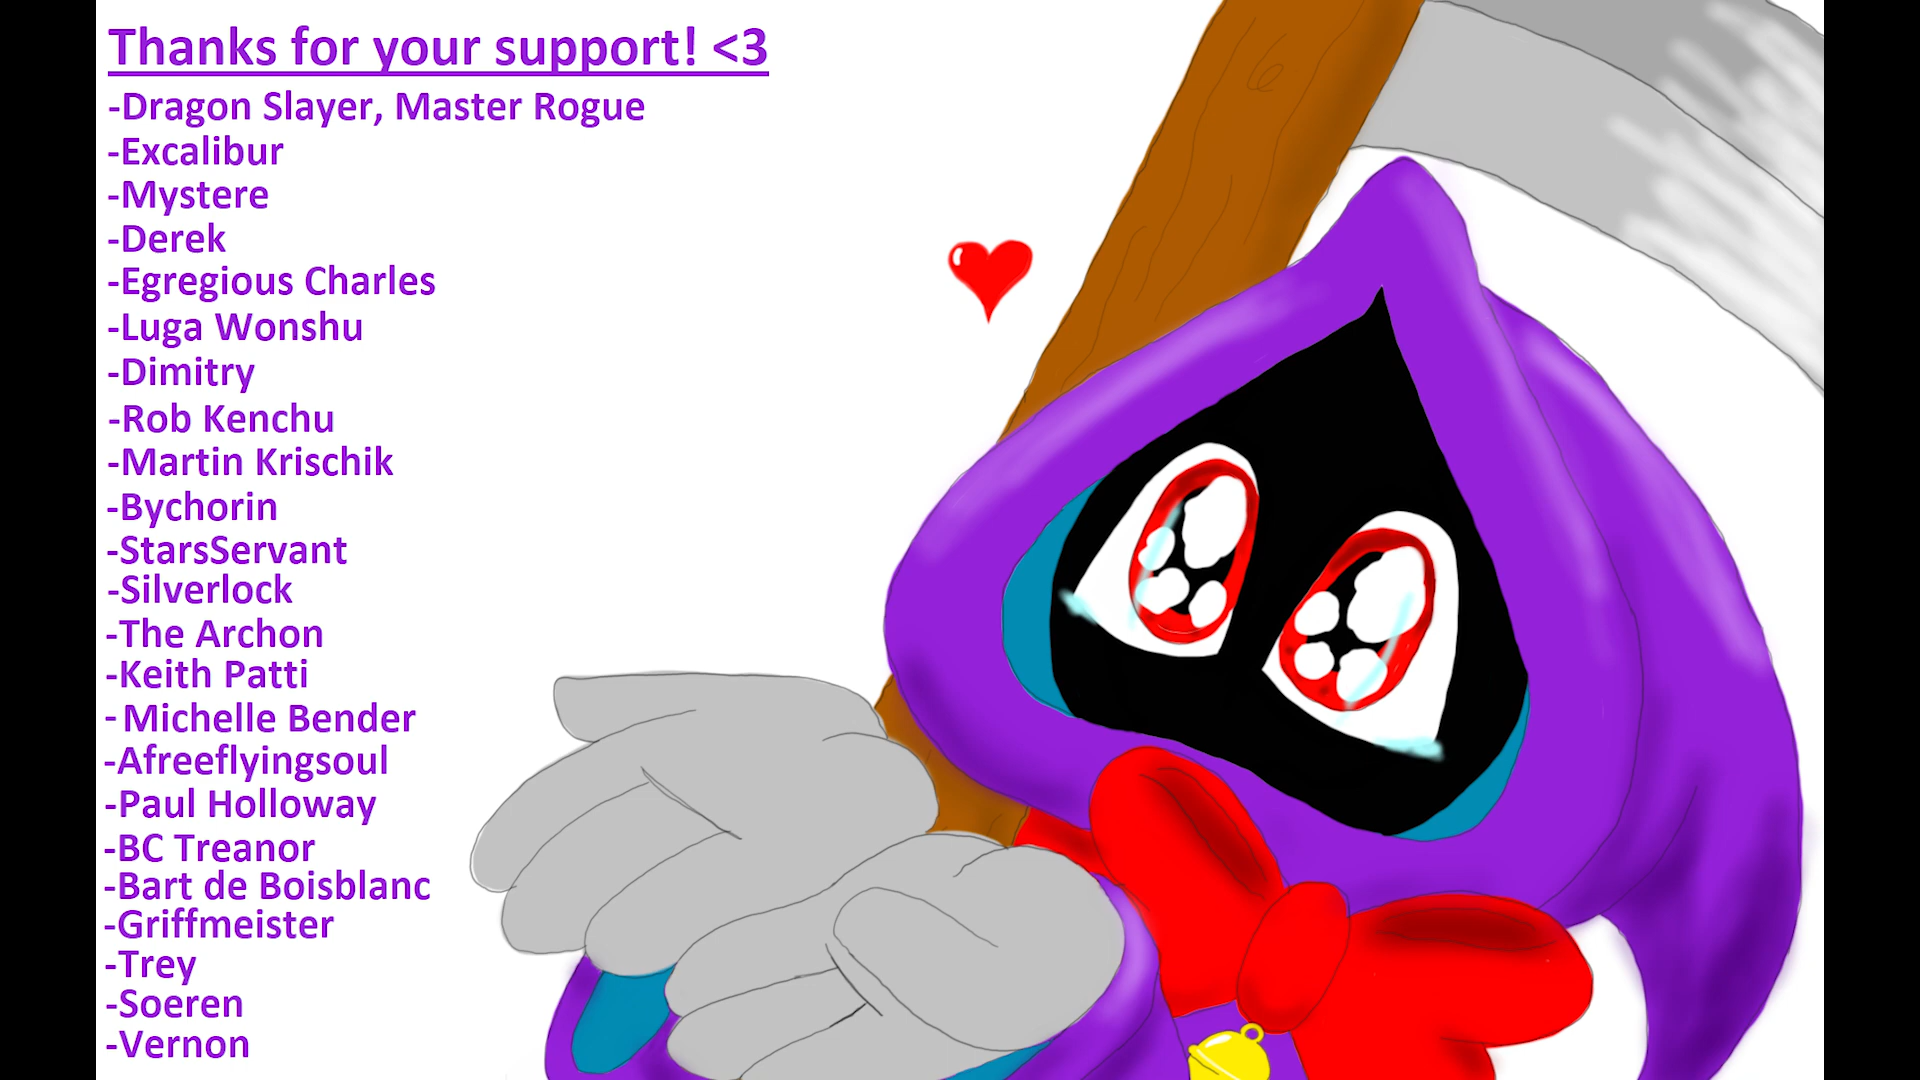 Thanks for your support! <3
-Dragon Slayer, Master Rogue
-Excalibur
-Mystere
-Derek
-Egregious Charles
-Luga Wonshu
-Dimitry
-Rob Kenchu
-Martin Krischik
-Bychorin
-StarsServant
-Silverlock
-The Archon
-Keith Patti
-Michelle Bender
-Afreeflyingsoul
-Paul Holloway
-BC Treanor
-Bart de Boisblanc
-Griffmeister
-Trey
-Soeren
-Vernon